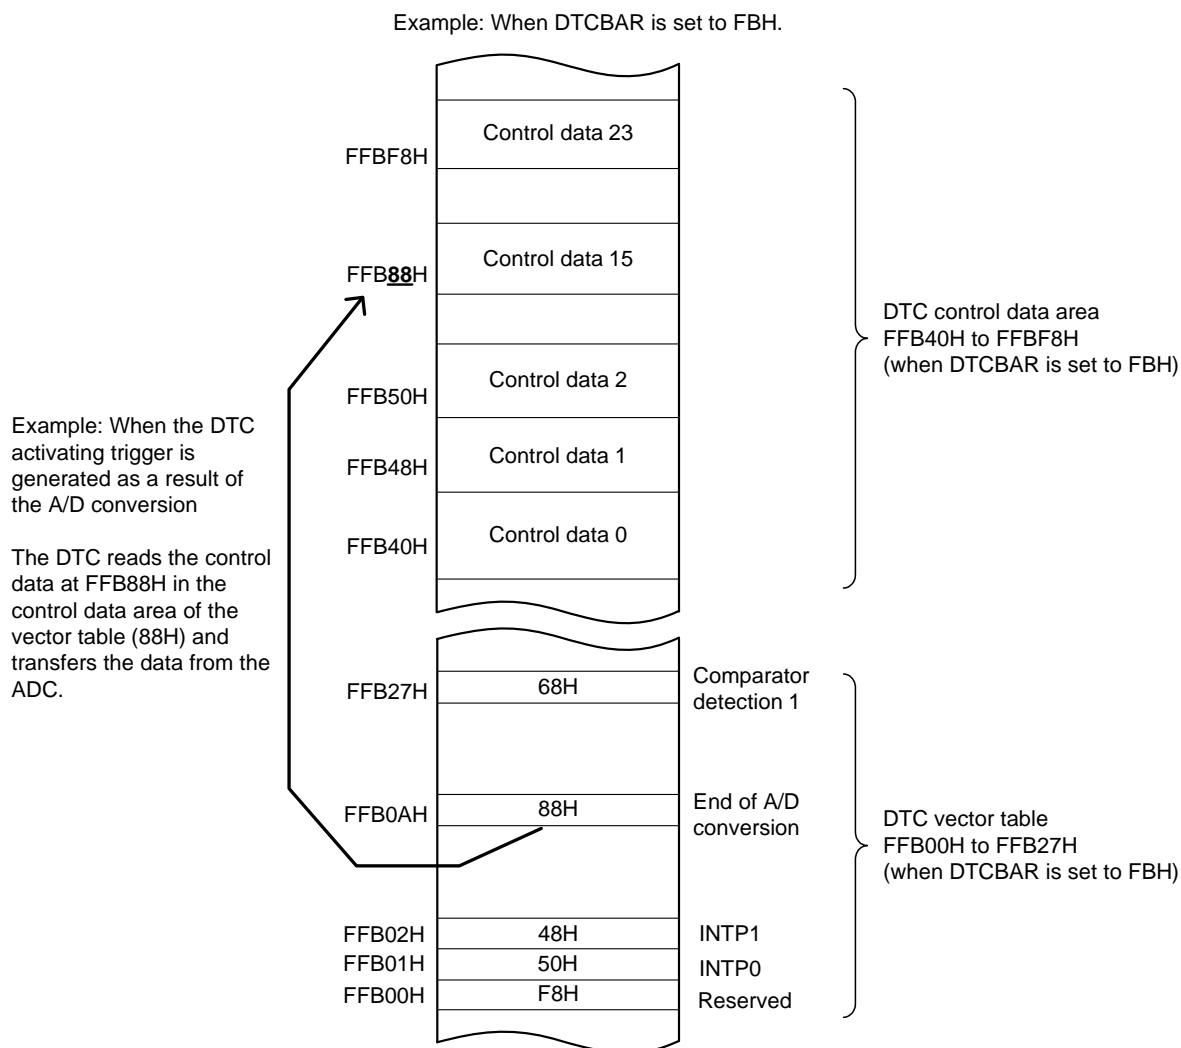 Example: When DTCBAR is set to FBH.
Control data 23
FFBF8H
Control data 15
FFB88H
DTC control data area
FFB40H to FFBF8H
(when DTCBAR is set to FBH)
Control data 2
FFB50H
Example: When the DTC
activating trigger is
generated as a result of
the A/D conversion
Control data 1
FFB48H
Control data 0
FFB40H
The DTC reads the control
data at FFB88H in the
control data area of the
vector table (88H) and
transfers the data from the
ADC.
FFB27H
68H
Comparator
detection 1
FFB0AH
88H
End of A/D
conversion
DTC vector table
FFB00H to FFB27H
(when DTCBAR is set to FBH)
FFB02H
48H
INTP1
FFB01H
50H
INTP0
FFB00H
F8H
Reserved